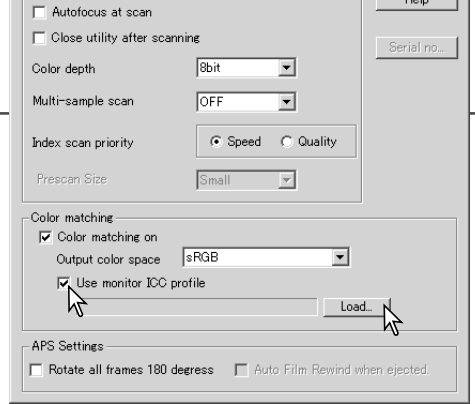 Help
Autofocus at scan
Close utility after scanning
Serial no...
Color depth 8bit
Multi-sample scan OFF
Index scan priority Speed Quality
Prescan Size Small
Color matching
Color matching on
Output color space sRGB
Use monitor ICC profile
Load...
APS Settings
Rotate all frames 180 degress Auto Film Rewind when ejected.